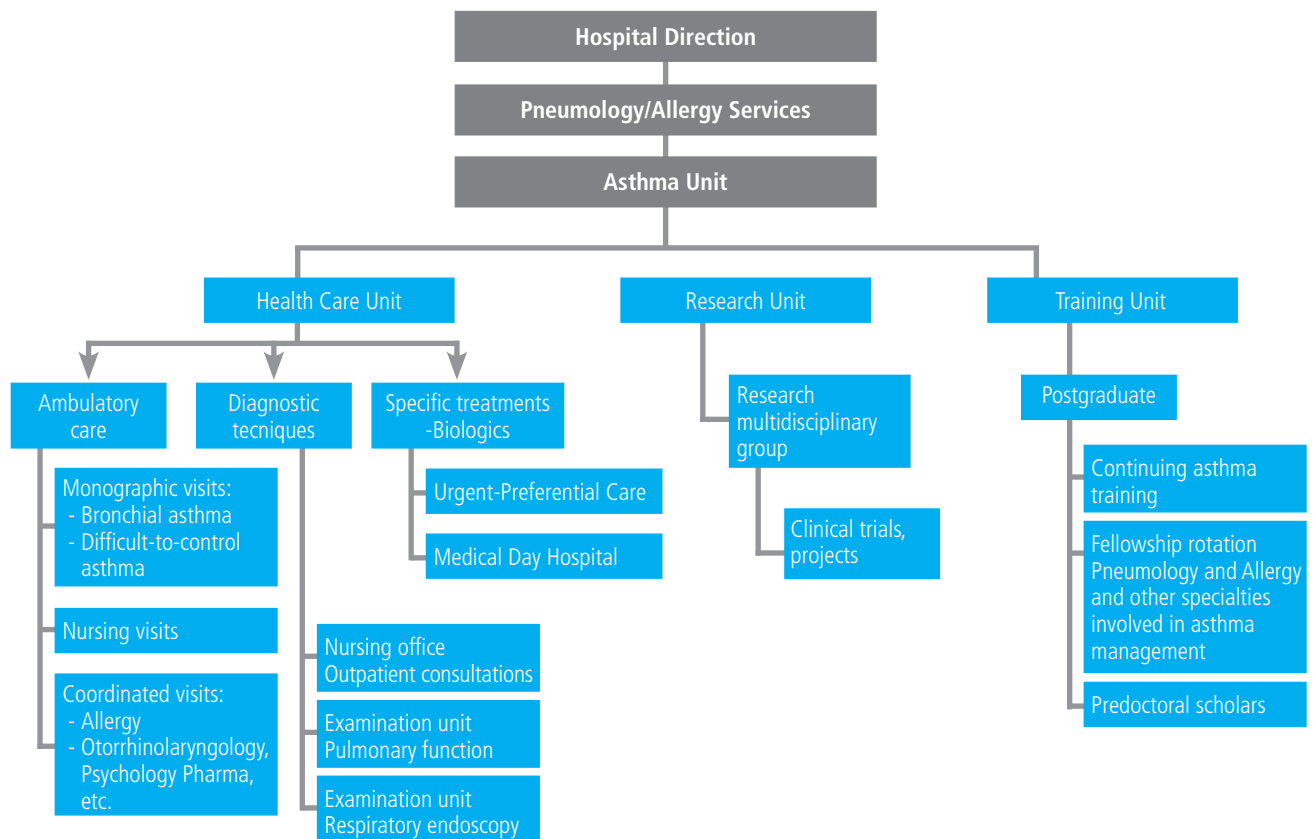 Hospital Direction
Pneumology/Allergy Services
Asthma Unit
Health Care Unit
Research Unit
Training Unit
Ambulatory
care
Diagnostic
tecniques
Specific treatments
-Biologics
Monographic visits:
- Bronchial asthma
- Difficult-to-control
asthma
Nursing visits
Coordinated visits:
- Allergy
- Otorrhinolaryngology,
Psychology Pharma,
etc.
Nursing office
Outpatient consultations
Examination unit
Pulmonary function
Examination unit
Respiratory endoscopy
Urgent-Preferential Care
Medical Day Hospital
Research
multidisciplinary
group
Clinical trials,
projects
Postgraduate
Continuing asthma
training
Fellowship rotation
Pneumology and Allergy
and other specialties
involved in asthma
management
Predoctoral scholars